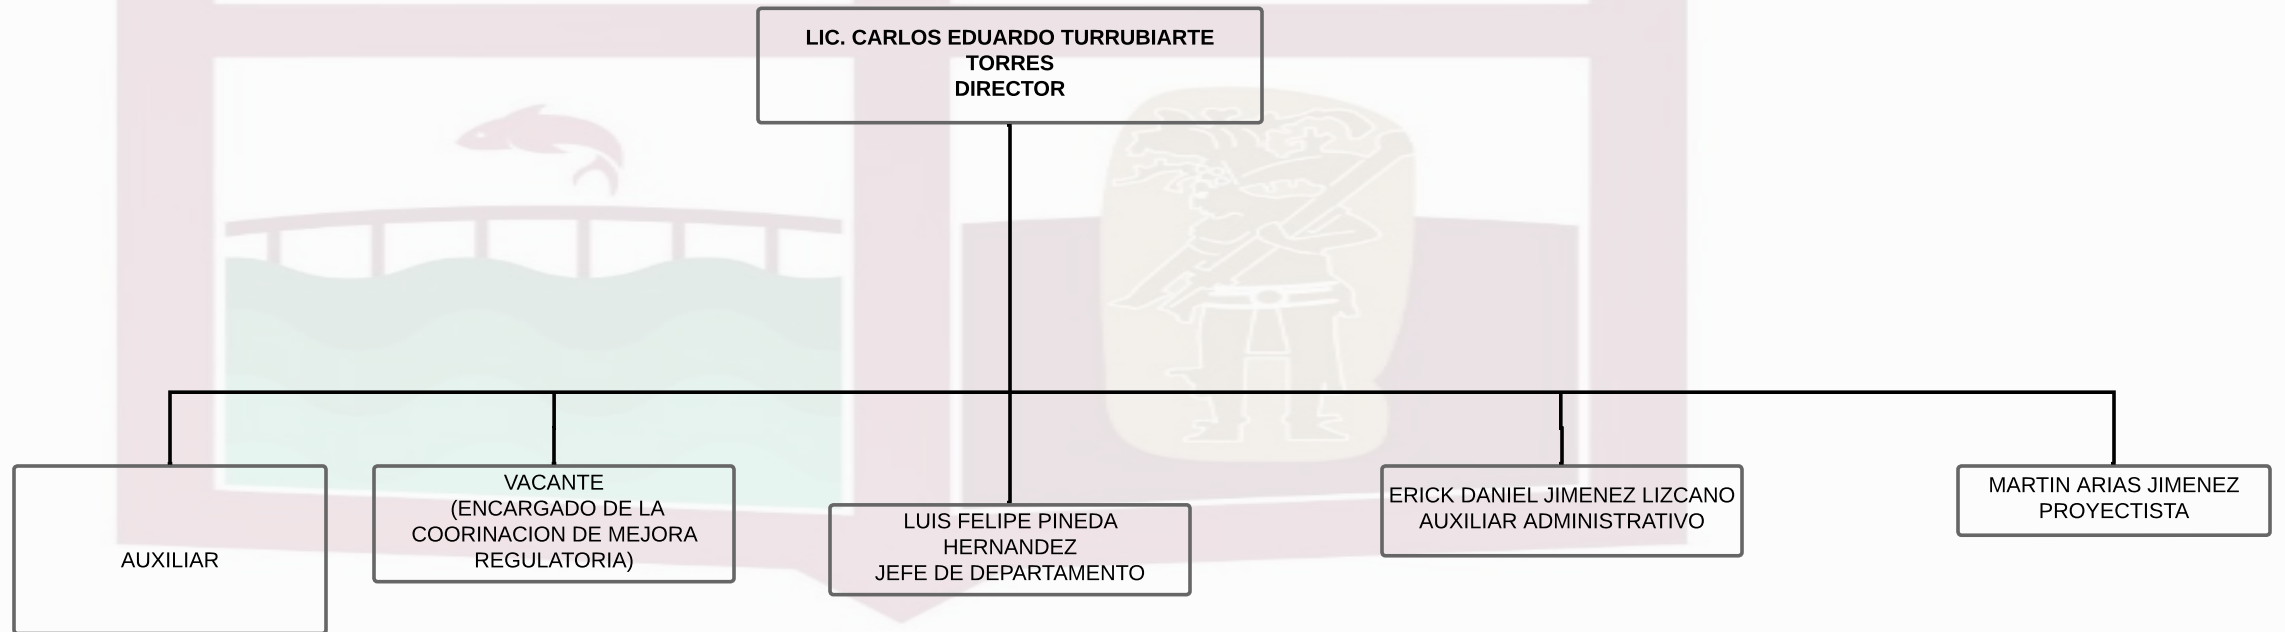 LIC. CARLOS EDUARDO TURRUBIARTE
TORRES
DIRECTOR
AUXILIAR
VACANTE
(ENCARGADO DE LA
COORINACION DE MEJORA
REGULATORIA)
LUIS FELIPE PINEDA
HERNANDEZ
JEFE DE DEPARTAMENTO
ERICK DANIEL JIMENEZ LIZCANO
AUXILIAR ADMINISTRATIVO
MARTIN ARIAS JIMENEZ
PROYECTISTA